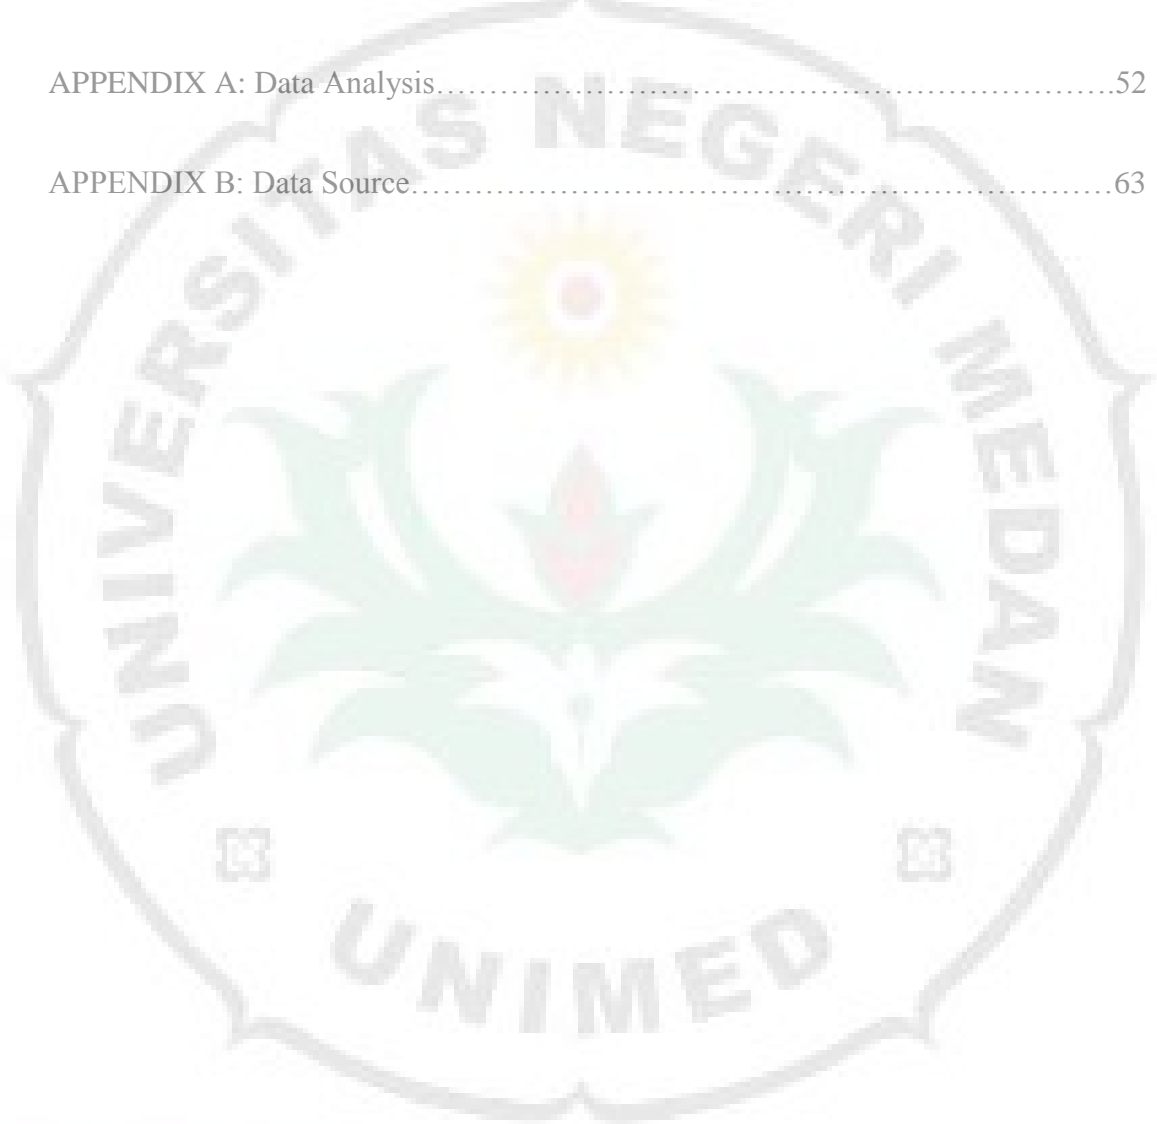 APPENDIX A: Data Analysis……………………………………………………………………52
APPENDIX B: Data Source………………………………………………………………………63
UNIVERSITAS NEGERI MEDAN
UNIMED